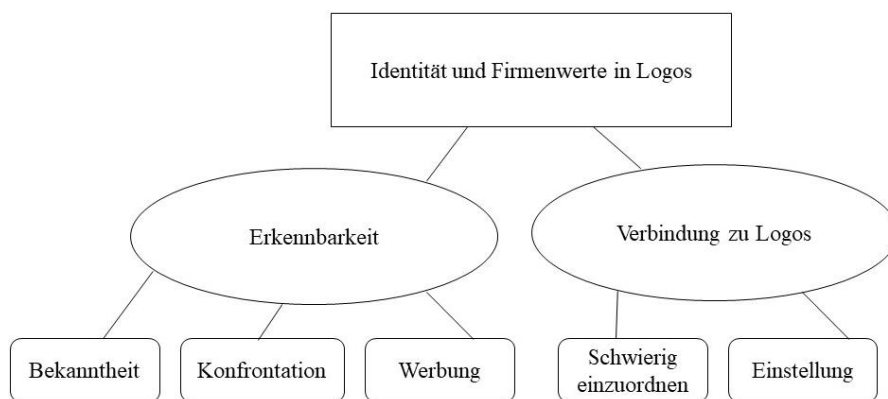 Identität und Firmenwerte in Logos
Erkennbarkeit
Verbindung zu Logos
Bekanntheit
Konfrontation
Werbung
Schwierig
einzuordnen
Einstellung